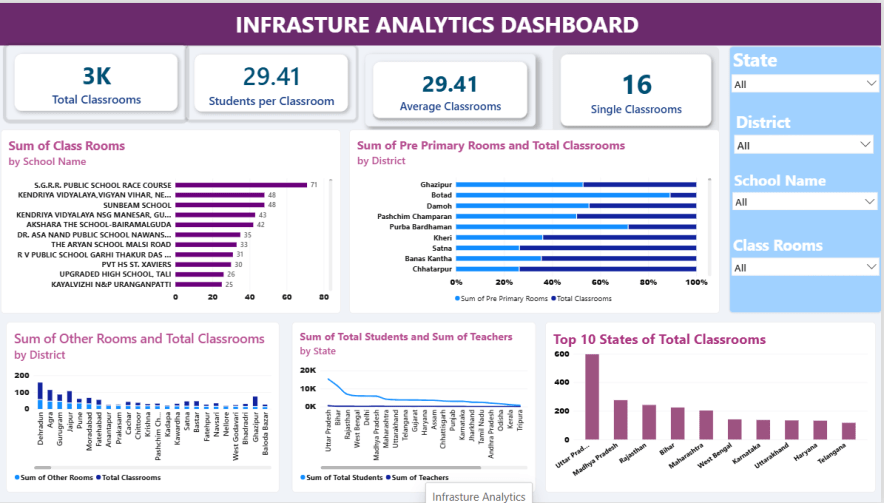 INFRASTURE ANALYTICS DASHBOARD
3K
Total Classrooms
29.41
Students per Classroom
29.41
Average Classrooms
16
Single Classrooms
State
All
District
All
School Name
All
Class Rooms
All
Sum of Class Rooms
by School Name
S.G.R.R. PUBLIC SCHOOL RACE COURSE 71
KENDRIYA VIDYALAYA,VIGYAN VIHAR, NE... 48
SUNBEAM SCHOOL 48
KENDRIYA VIDYALAYA NSG MANESAR, GU... 43
AKSHARA THE SCHOOL-BAIRAMALGUDA 42
DR. ASA NAND PUBLIC SCHOOL NAWANS... 35
THE ARYAN SCHOOL MALSI ROAD 33
R V PUBLIC SCHOOL GARHI THAKUR DAS ... 31
PVT HS ST. XAVIERS 30
UPGRADED HIGH SCHOOL, TALI 26
KAYALVIZHI N&P URANGANPATTI 25
0 20 40 60 80
Sum of Pre Primary Rooms and Total Classrooms
by District
Ghazipur
Botad
Damoh
Pashchim Champaran
Purba Bardhaman
Kheri
Satna
Banas Kantha
Chhatarpur
0% 20% 40% 60% 80% 100%
Sum of Pre Primary Rooms Total Classrooms
Sum of Other Rooms and Total Classrooms
by District
200
100
0
Dehradun
Agra
Gurugram
Jaipur
Pune
Moradabad
Fatehabad
Anantapur
Prakasam
Cachar
Chittoor
Krishna
Pashchim Ch...
Kadapa
Kawardha
Satna
Bastar
Fatehpur
Navsari
Nellore
West Godavari
Bhadradri
Ghazipur
Baloda Bazar
Sum of Other Rooms Total Classrooms
Sum of Total Students and Sum of Teachers
by State
20K
10K
0K
Uttar Pradesh
Bihar
Rajasthan
West Bengal
Delhi
Madhya Pradesh
Maharashtra
Uttarakhand
Telangana
Gujarat
Haryana
Assam
Chhattisgarh
Punjab
Karnataka
Jharkhand
Tamil Nadu
Andhra Pradesh
Odisha
Kerala
Tripura
Sum of Total Students Sum of Teachers
Top 10 States of Total Classrooms
600
400
200
0
Uttar Prad...
Madhya Pradesh
Rajasthan
Bihar
Maharashtra
West Bengal
Karnataka
Uttarakhand
Haryana
Telangana
Infrasture Analytics